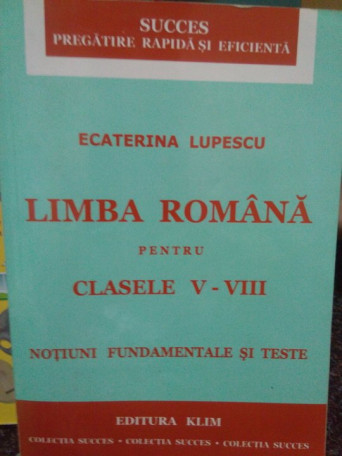 SUCCES
PREGĂTIRE RAPIDĂ ȘI EFICIENTĂ
ECATERINA LUPESCU
LIMBA ROMÂNĂ
PENTRU
CLASELE V - VIII
NOȚIUNI FUNDAMENTALE ȘI TESTE
EDITURA KLIM
COLECȚIA SUCCES • COLECȚIA SUCCES • COLECȚIA SUCCES